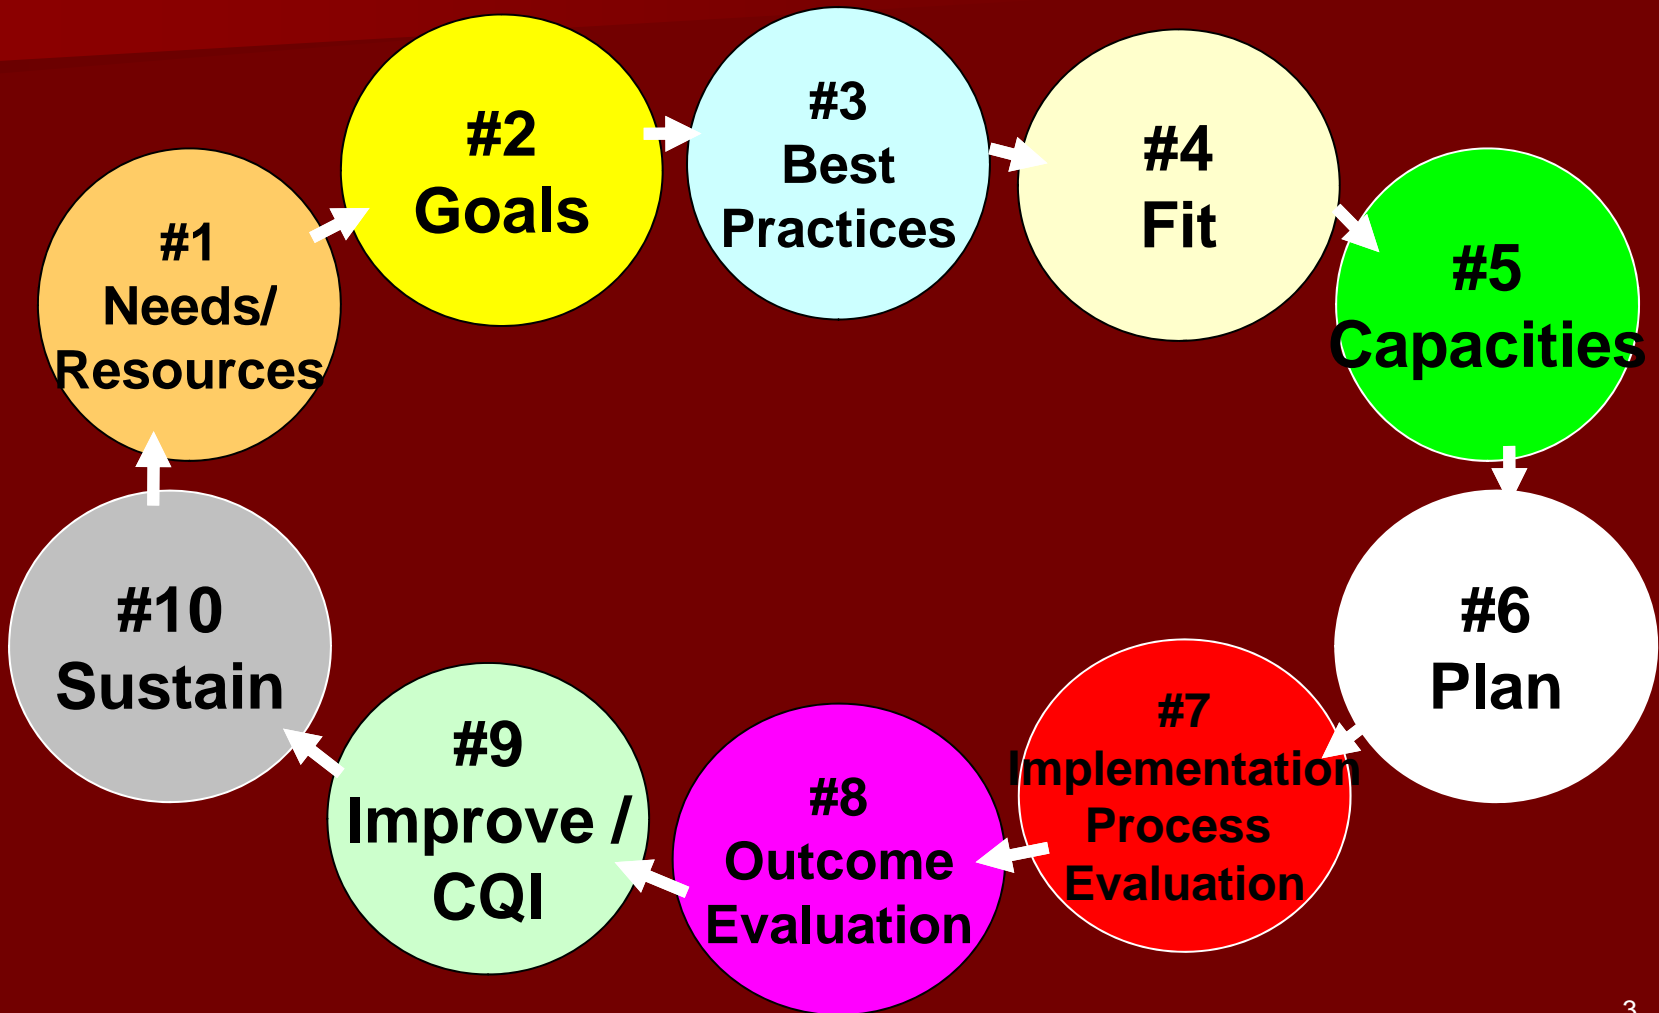 #1
Needs/
Resources
#2
Goals
#3
Best
Practices
#4
Fit
#5
Capacities
#6
Plan
#7
Implementation
Process
Evaluation
#8
Outcome
Evaluation
#9
Improve /
CQI
#10
Sustain
3